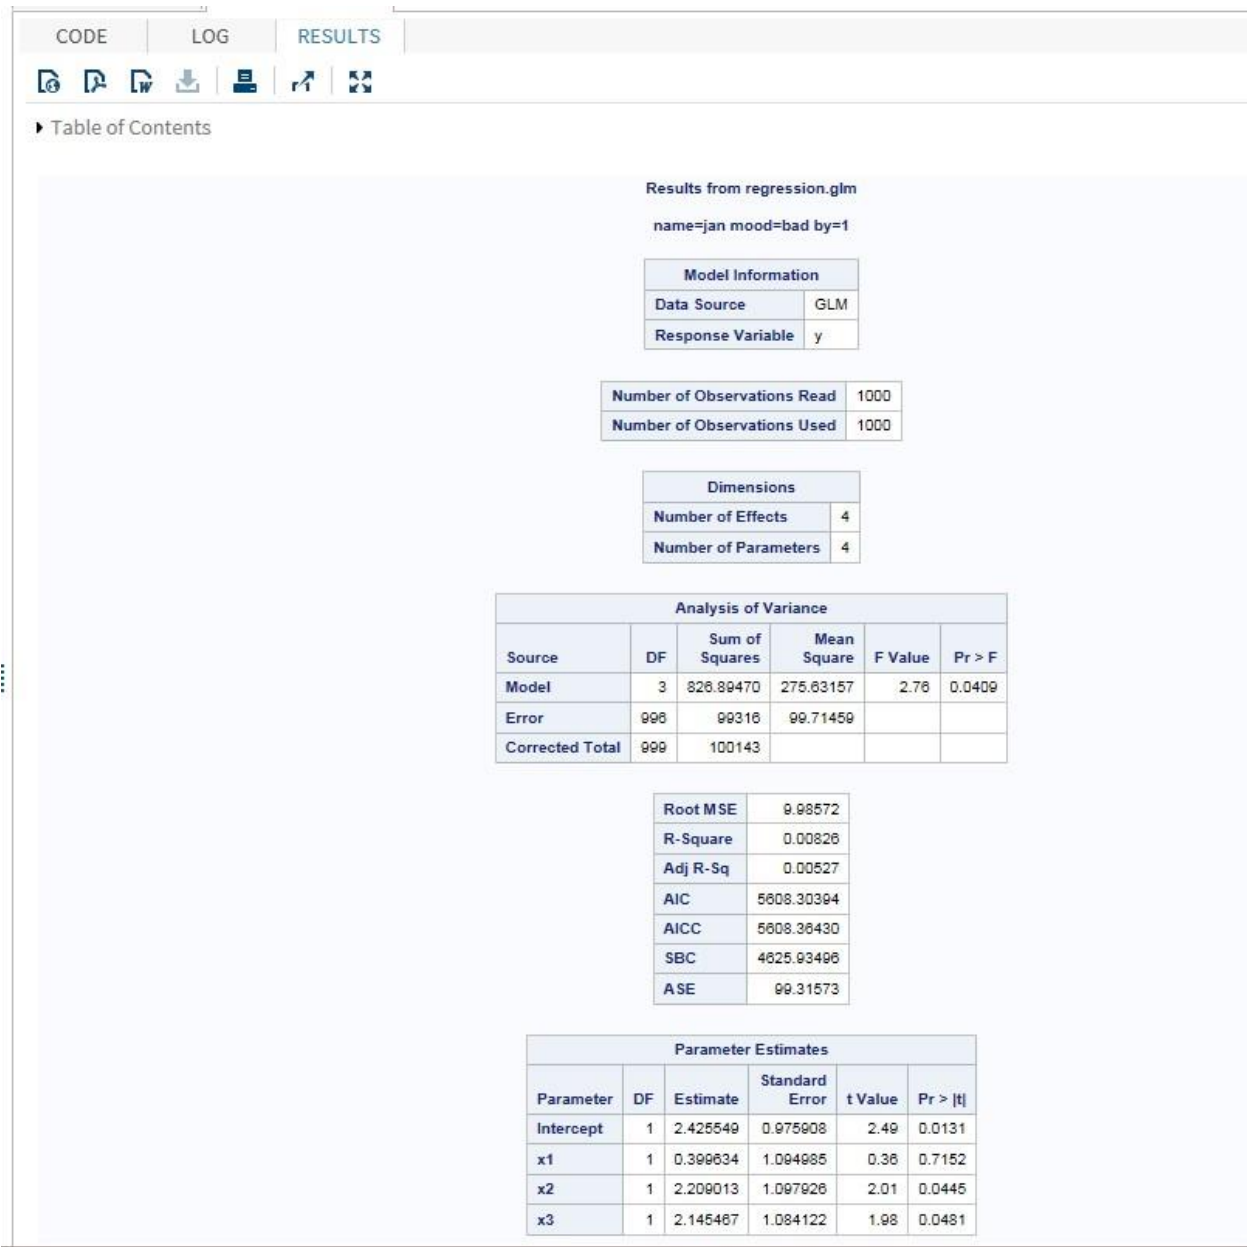 CODE LOG RESULTS
Table of Contents
Results from regression.glm
name=jan mood=bad by=1
Model Information
Data Source GLM
Response Variable y
Number of Observations Read 1000
Number of Observations Used 1000
Dimensions
Number of Effects 4
Number of Parameters 4
Analysis of Variance
Source DF Sum of Squares Mean Square F Value Pr > F
Model 3 826.89470 275.63157 2.76 0.0409
Error 996 99316 99.71459
Corrected Total 999 100143
Root MSE 9.98572
R-Square 0.00826
Adj R-Sq 0.00527
AIC 5608.30394
AICC 5608.36430
SBC 4625.93496
ASE 99.31573
Parameter Estimates
Parameter DF Estimate Standard Error t Value Pr > |t|
Intercept 1 2.425549 0.975908 2.49 0.0131
x1 1 0.399634 1.094985 0.36 0.7152
x2 1 2.209013 1.097926 2.01 0.0445
x3 1 2.145467 1.084122 1.98 0.0481